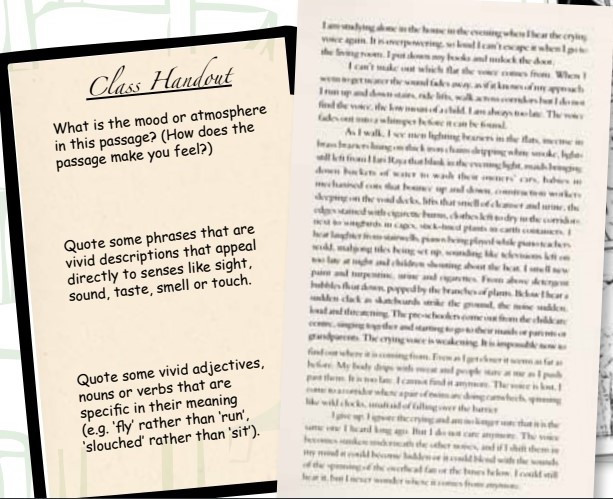 Class Handout
What is the mood or atmosphere
in this passage? (How does the
passage make you feel?)
Quote some phrases that are
vivid descriptions that appeal
directly to senses like sight,
sound, taste, smell or touch.
Quote some vivid adjectives,
nouns or verbs that are
specific in their meaning
(e.g. ‘fly’ rather than ‘run’,
‘slouched’ rather than ‘sit’).
I am studying alone in the house in the evening when I hear the crying
voice again. It is overpowering, so loud I can't escape it when I go to
the living room. I put down my books and unlock the door.
I can't make out which flat the voice comes from. When I
seem to get nearer the sound fades away, as if it knows of my approach
I run up and down stairs, ride lifts, walk across corridors but I do not
find the voice, the low moan of a child. I am always too late. The voice
fades out into a whimper before it can be found.
As I walk, I see men lighting braziers in the flats, incense in
brass braziers hung on thick iron chains dripping white smoke, lights
still left from Hari Raya that blink in the evening light, maids bringing
down buckets of water to wash their owners' cars, babies in
mechanised cots that bounce up and down, construction workers
sleeping on the void decks, lifts that smell of cleanser and urine, the
edges stained with cigarette burns, clothes left to dry in the corridors
next to songbirds in cages, stick-lined plants in earth containers. I
hear laughter from stairwells, pianos being played while piano teachers
scold, mahjong tiles being set up, sounding like televisions left on
too late at night and children shouting about the heat. I smell new
paint and turpentine, urine and cigarettes. From above detergent
bubbles float down, popped by the branches of plants. Below I hear a
sudden clack as skateboards strike the ground, the noise sudden,
loud and threatening. The pre-schoolers come out from the childcare
centre, singing together and starting to go to their maids or parents or
grandparents. The crying voice is weakening. It is impossible now to
find out where it is coming from. Even as I get closer it seems as far as
before. My body drips with sweat and people stare at me as I push
past them. It is too late. I cannot find it anymore. The voice is lost. I
come to a corridor where a pair of twins are doing cartwheels, spinning
like wild clocks, unafraid of falling over the barrier
I give up. I ignore the crying and am no longer sure that it is the
same one I heard long ago. But I do not care anymore. The voice
becomes sunken underneath the other noises, and if I shift them in
my mind it could become hidden or it could blend with the sounds
of the spinning of the overhead fan or the buses below. I could still
hear it, but I never wonder where it comes from anymore.